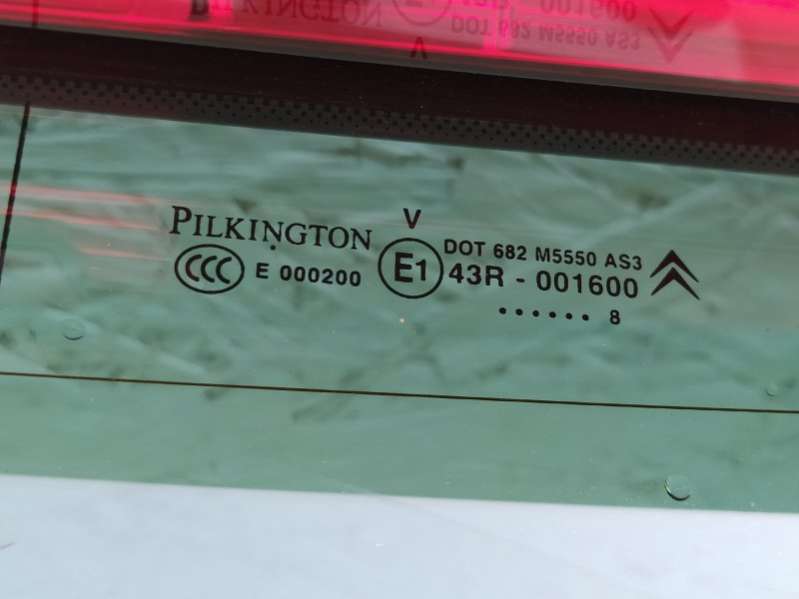 V
PILKINGTON
DOT 682 M5550 AS3
CCC E 000200
E1 43R - 001600
...... 8